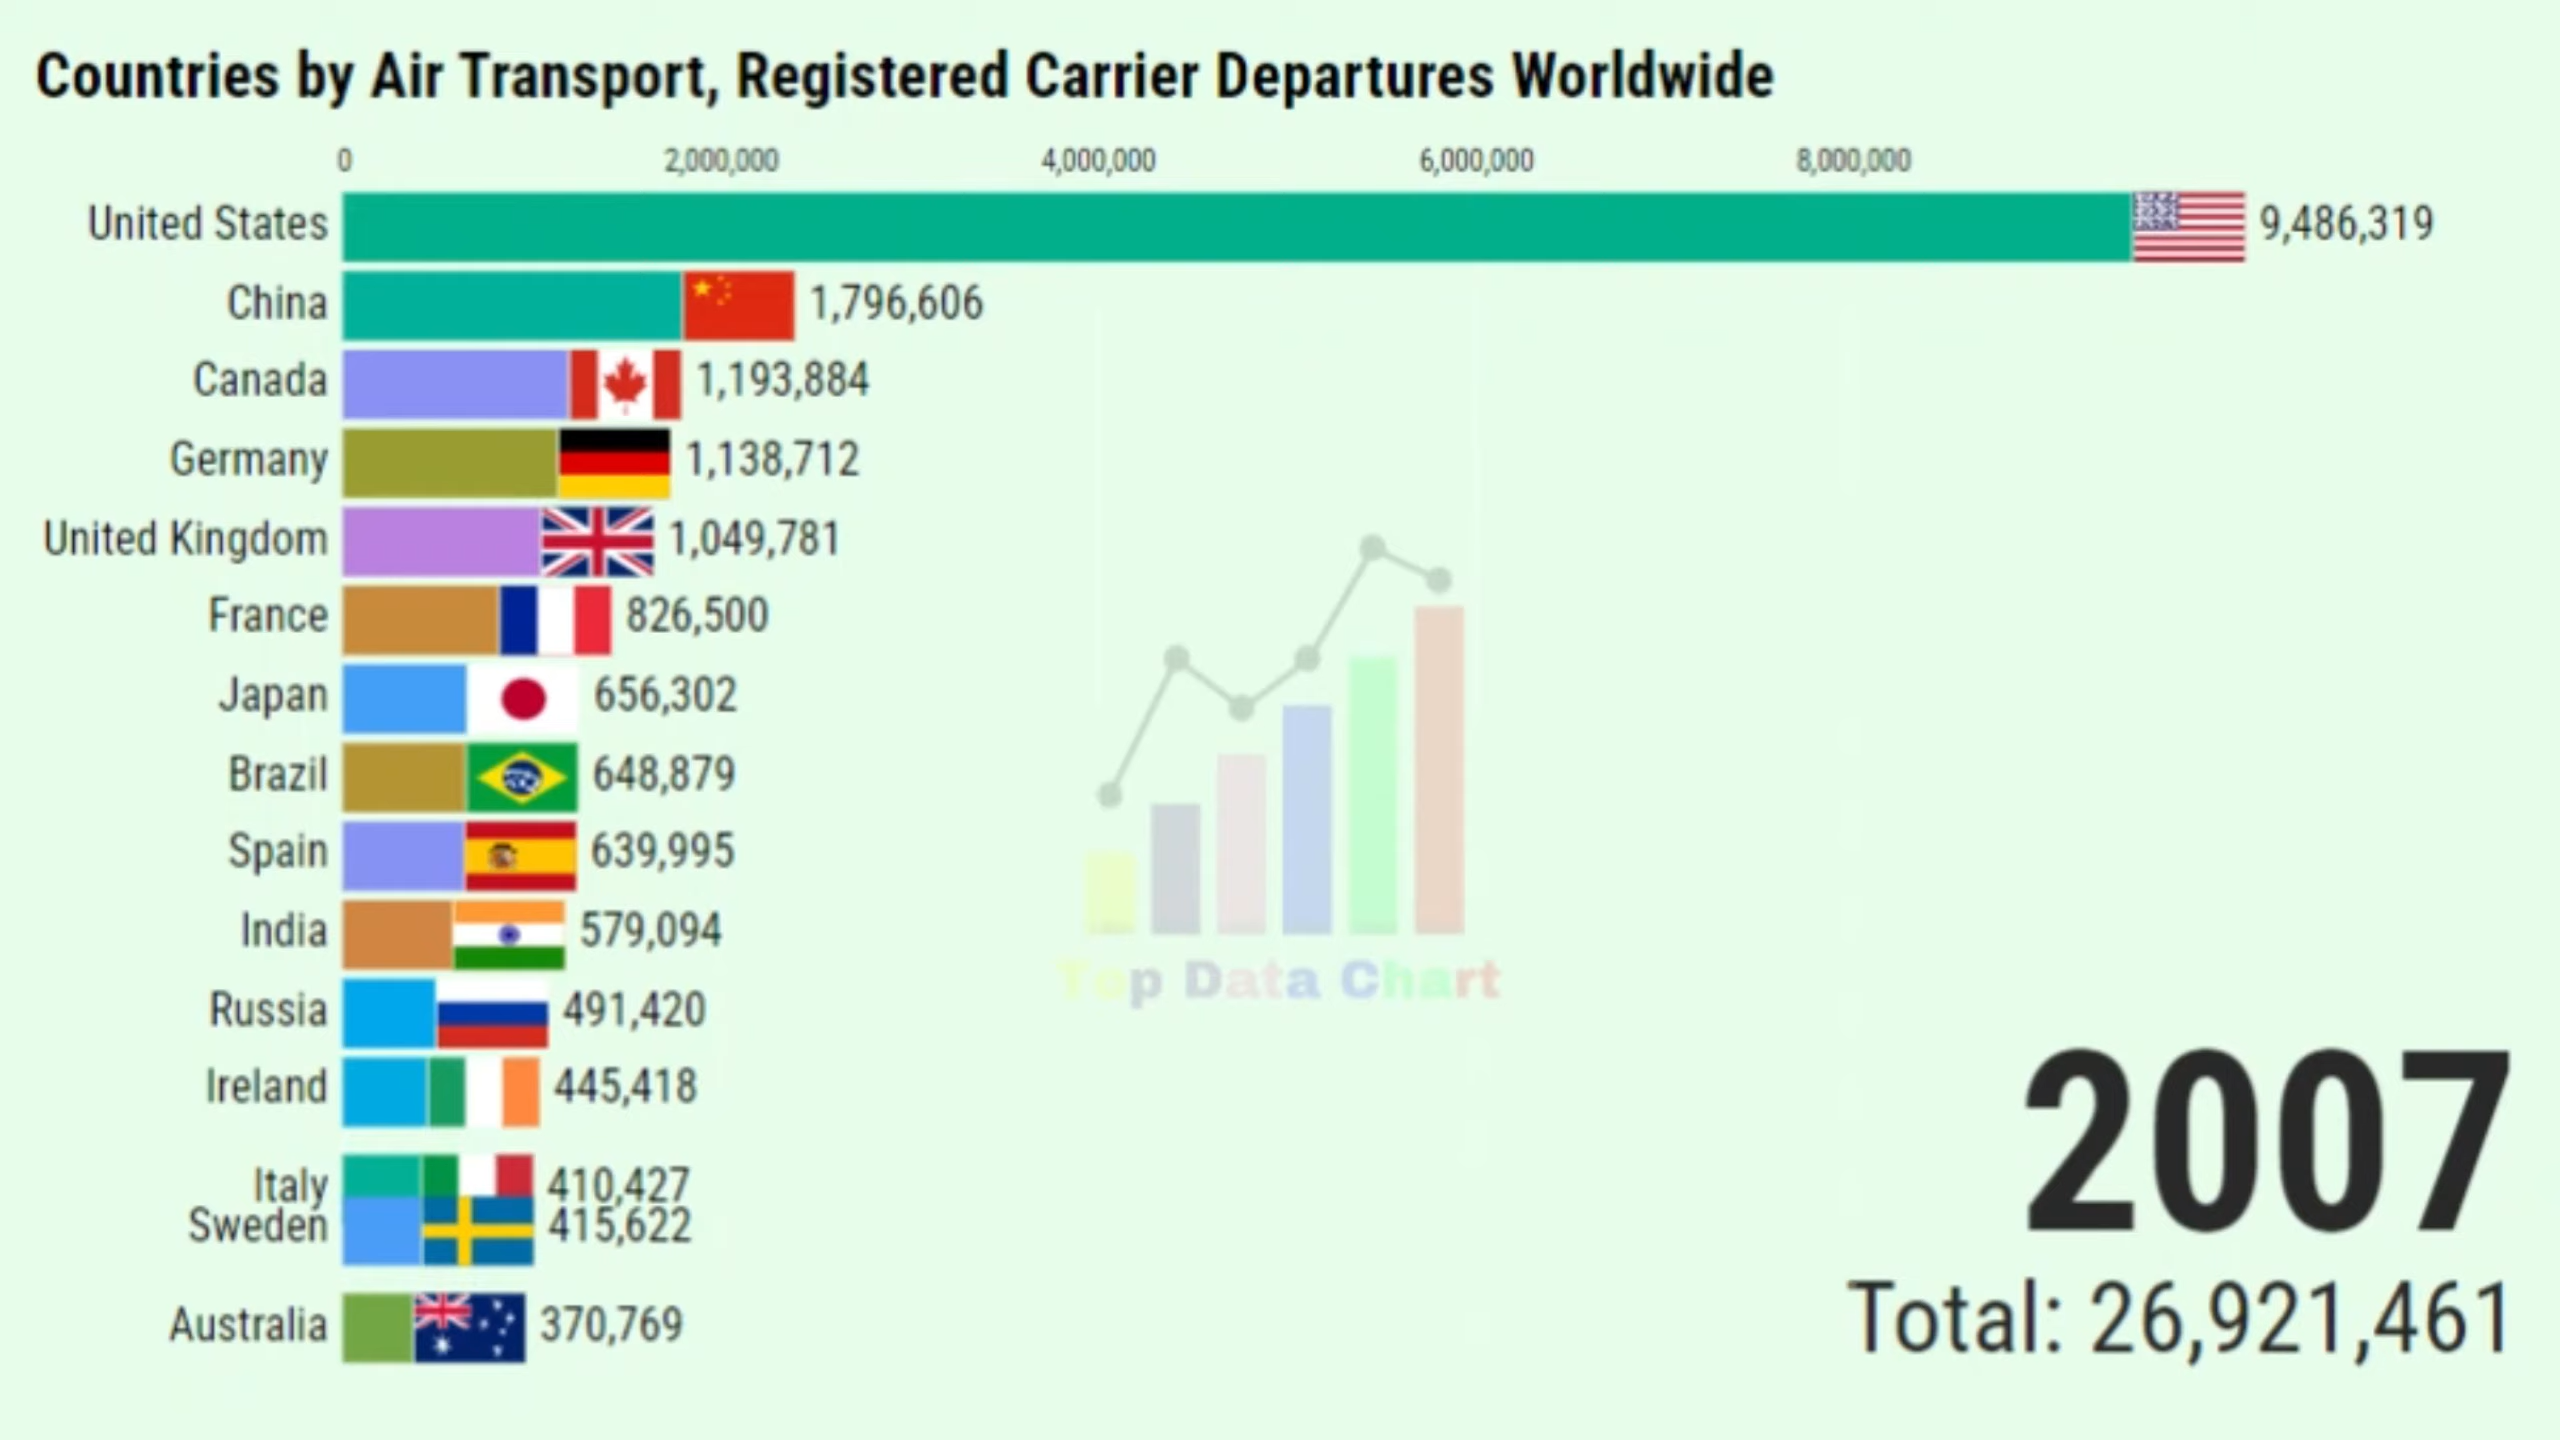 Countries by Air Transport, Registered Carrier Departures Worldwide
0 2,000,000 4,000,000 6,000,000 8,000,000
United States 9,486,319
China 1,796,606
Canada 1,193,884
Germany 1,138,712
United Kingdom 1,049,781
France 826,500
Japan 656,302
Brazil 648,879
Spain 639,995
India 579,094
Russia 491,420
Ireland 445,418
Italy 410,427
Sweden 415,622
Australia 370,769
Top Data Chart
2007
Total: 26,921,461